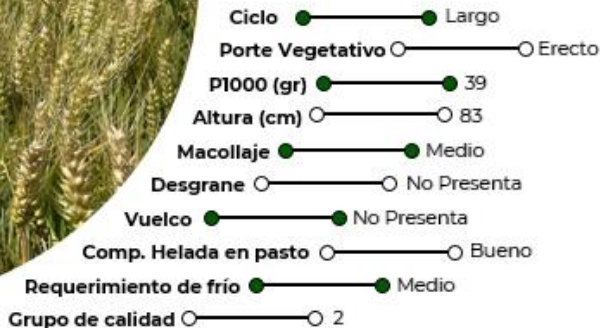 Ciclo Largo
Porte Vegetativo Erecto
P1000 (gr) 39
Altura (cm) 83
Macollaje Medio
Desgrane No Presenta
Vuelco No Presenta
Comp. Helada en pasto Bueno
Requerimiento de frío Medio
Grupo de calidad 2